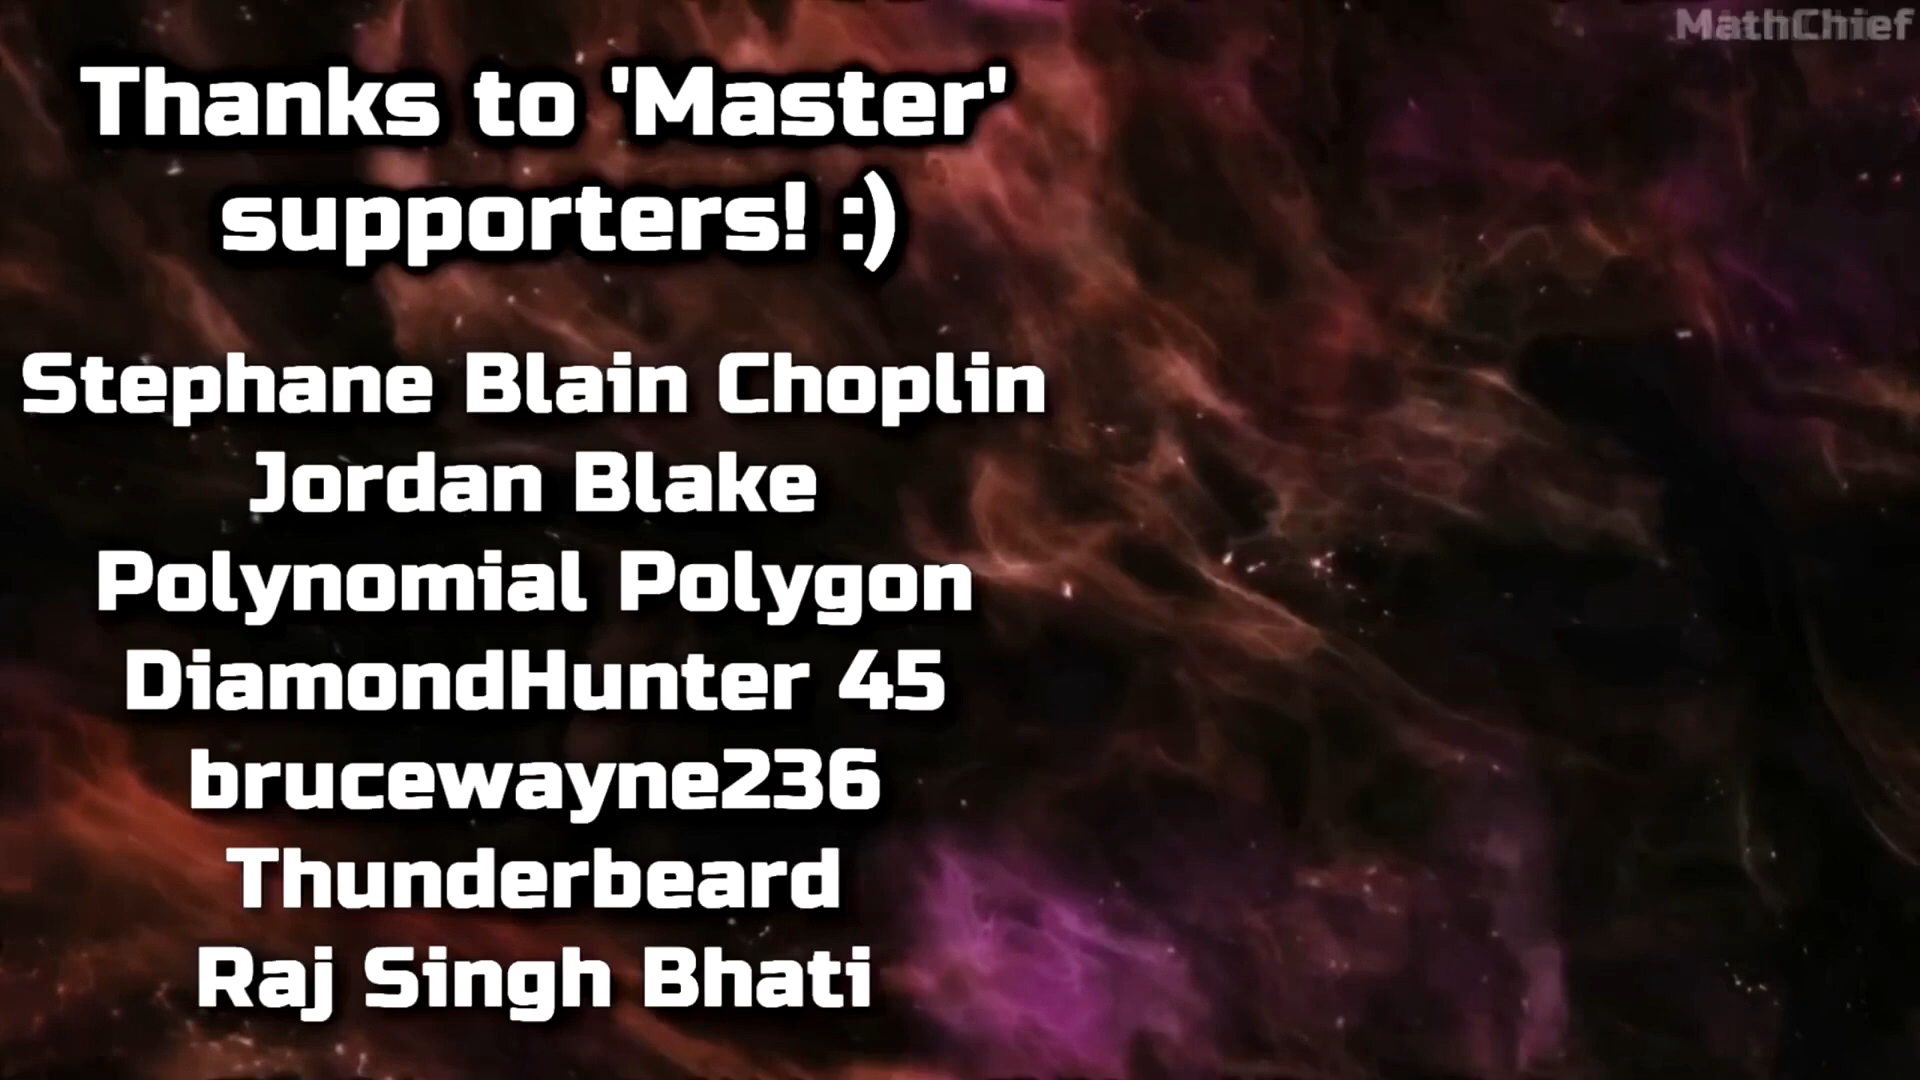 MathChief
Thanks to 'Master'
supporters! :)
Stephane Blain Choplin
Jordan Blake
Polynomial Polygon
DiamondHunter 45
brucewayne236
Thunderbeard
Raj Singh Bhati